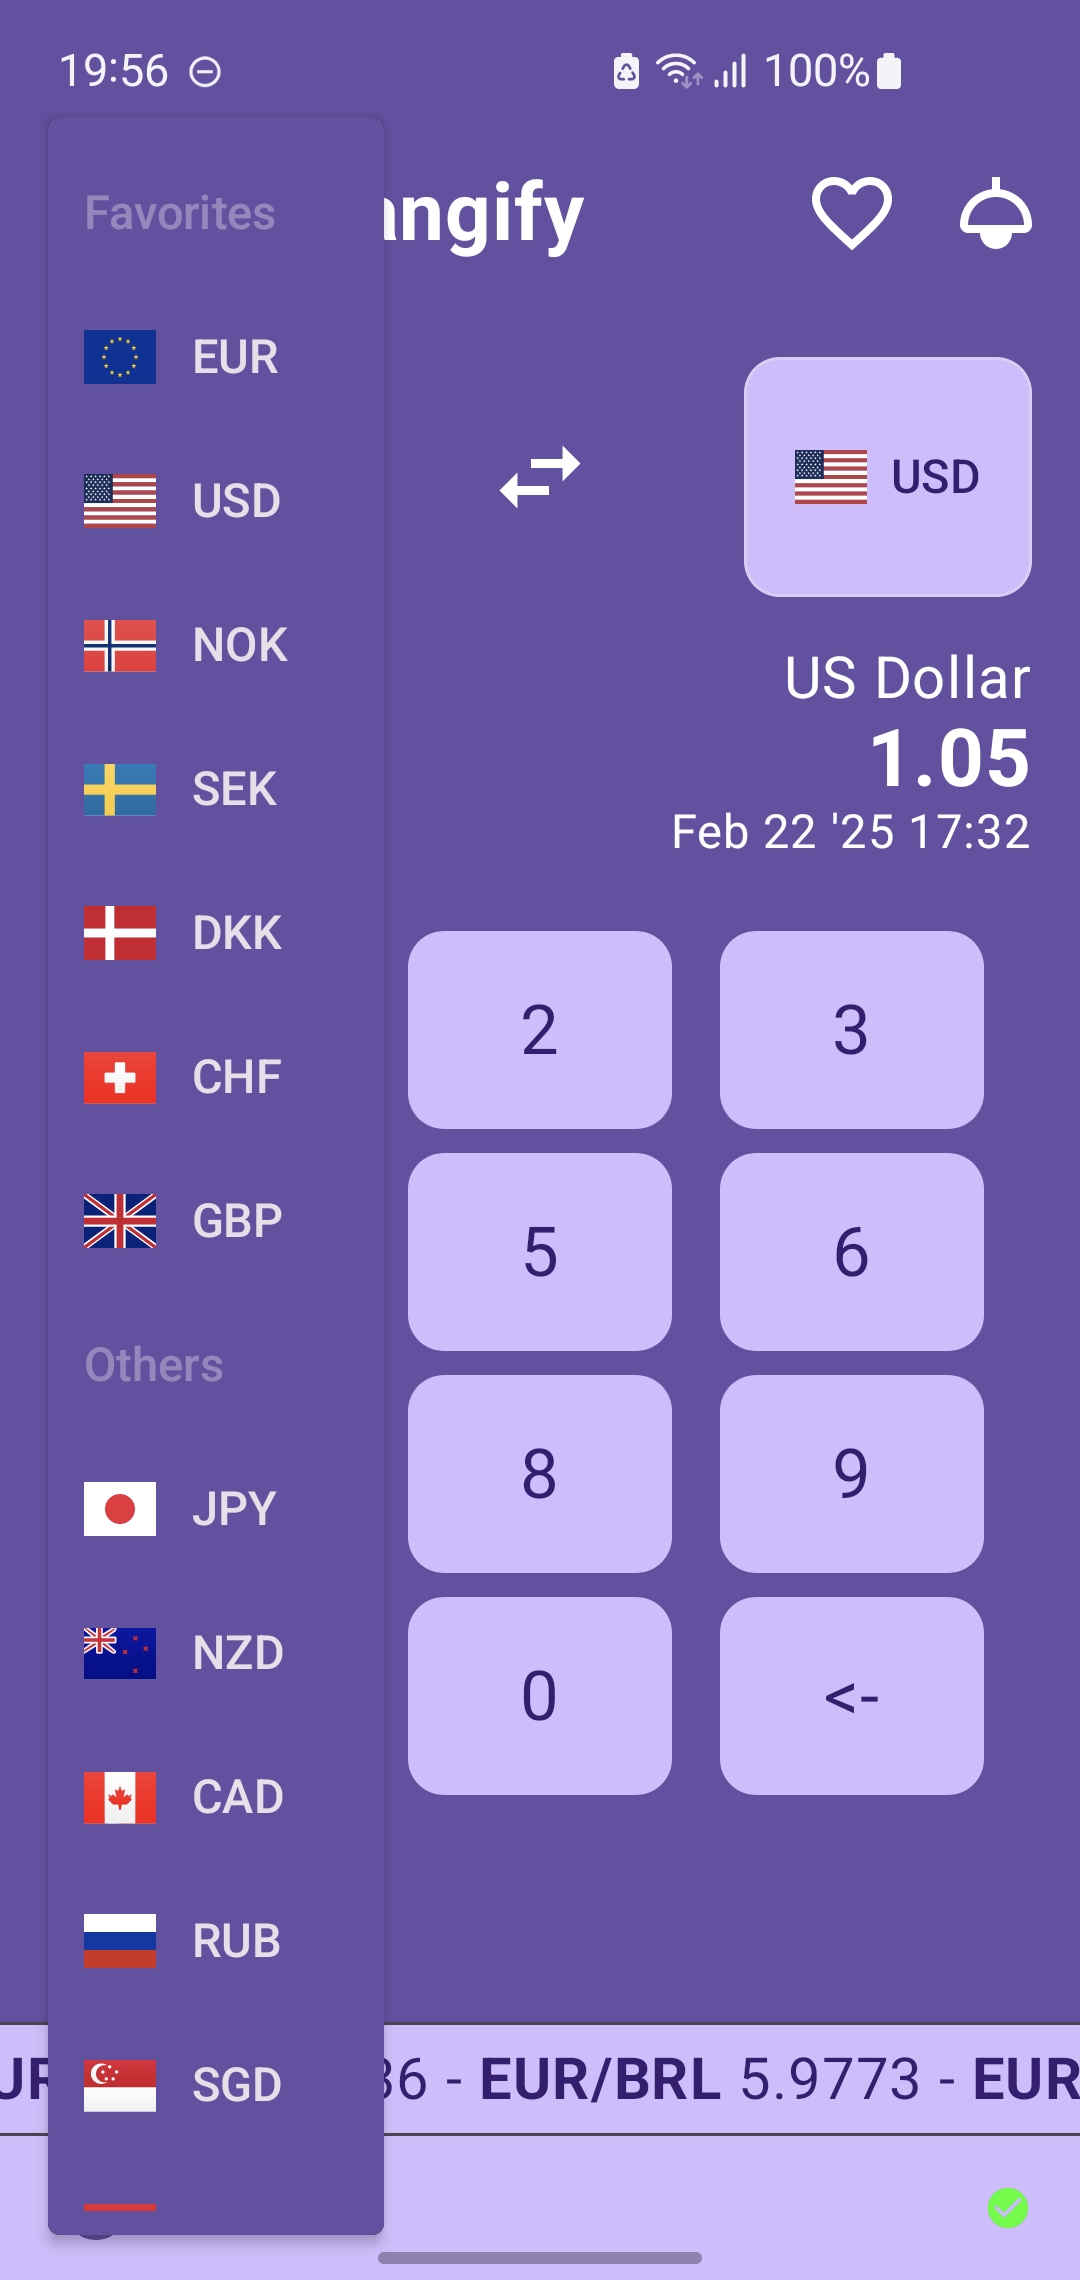 19:56 100%
Favorites
angify
EUR
USD
USD
NOK
US Dollar
1.05
SEK
Feb 22 '25 17:32
DKK
2 3
CHF
GBP
5 6
Others
8 9
JPY
NZD
0 <-
CAD
RUB
SGD
36 - EUR/BRL 5.9773 - EUR